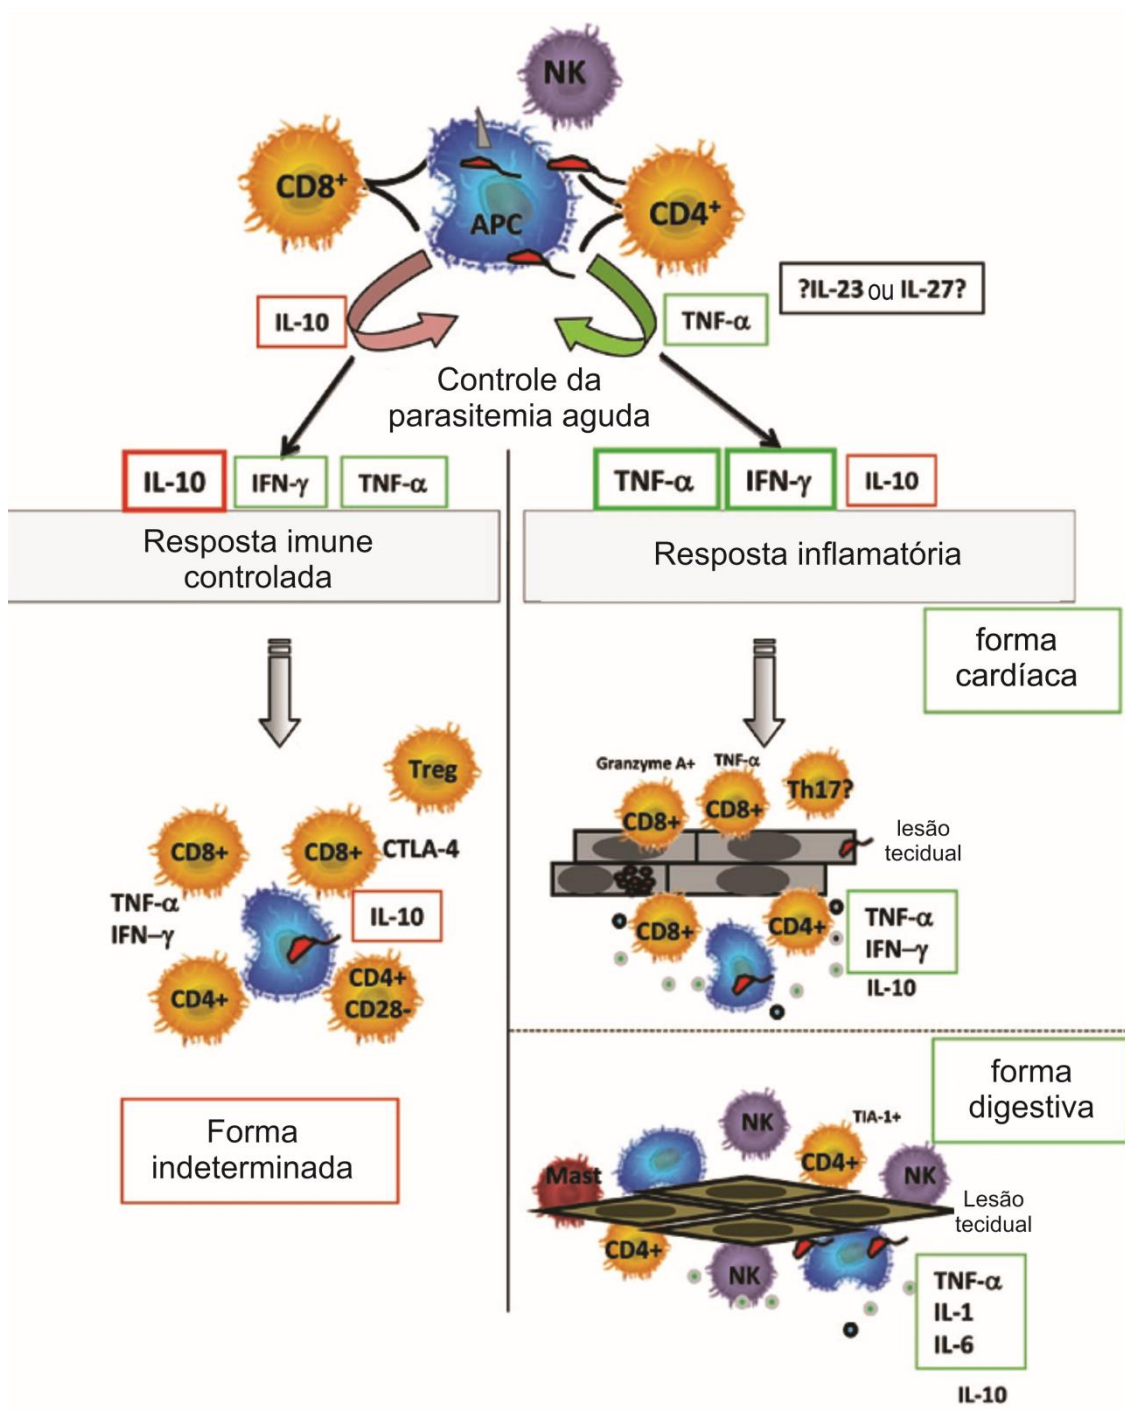 NK
CD8⁺
APC
CD4⁺
?IL-23 ou IL-27?
IL-10
TNF-α
Controle da
parasitemia aguda
IL-10
IFN-γ
TNF-α
TNF-α
IFN-γ
IL-10
Resposta imune
controlada
Resposta inflamatória
forma
cardíaca
Treg
CD8+
CD8+
CTLA-4
TNF-α
IFN–γ
IL-10
CD4+
CD4+
CD28-
Forma
indeterminada
Granzyme A+
TNF-α
Th17?
CD8+
CD8+
lesão
tecidual
CD8+
CD4+
TNF-α
IFN–γ
IL-10
forma
digestiva
NK
TIA-1+
CD4+
Mast
NK
Lesão
tecidual
CD4+
NK
TNF-α
IL-1
IL-6
IL-10